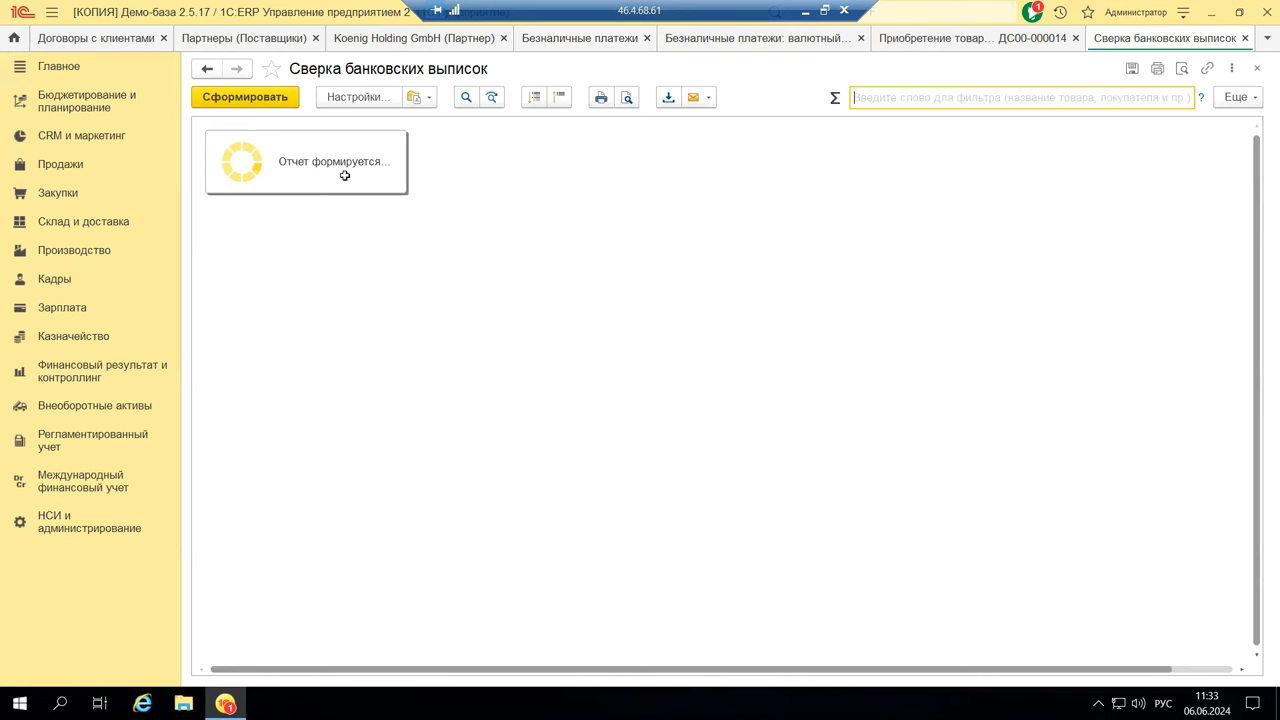 [КОПИЯ] Демо-база 2.5.17 / 1С:ERP Управление предприятием 2
46.4.68.61
Администратор
1
Договоры с клиентами
Партнеры (Поставщики)
Koenig Holding GmbH (Партнер)
Безналичные платежи
Безналичные платежи: валютный...
Приобретение товар... ДС00-000014
Сверка банковских выписок
Главное
Бюджетирование и
планирование
CRM и маркетинг
Продажи
Закупки
Склад и доставка
Производство
Кадры
Зарплата
Казначейство
Финансовый результат и
контроллинг
Внеоборотные активы
Регламентированный
учет
Dr
Cr
Международный
финансовый учет
НСИ и
администрирование
Сверка банковских выписок
Сформировать
Настройки...
Σ
Введите слово для фильтра (название товара, покупателя и пр.)
?
Еще
Отчет формируется...
1
РУС
11:33
06.06.2024